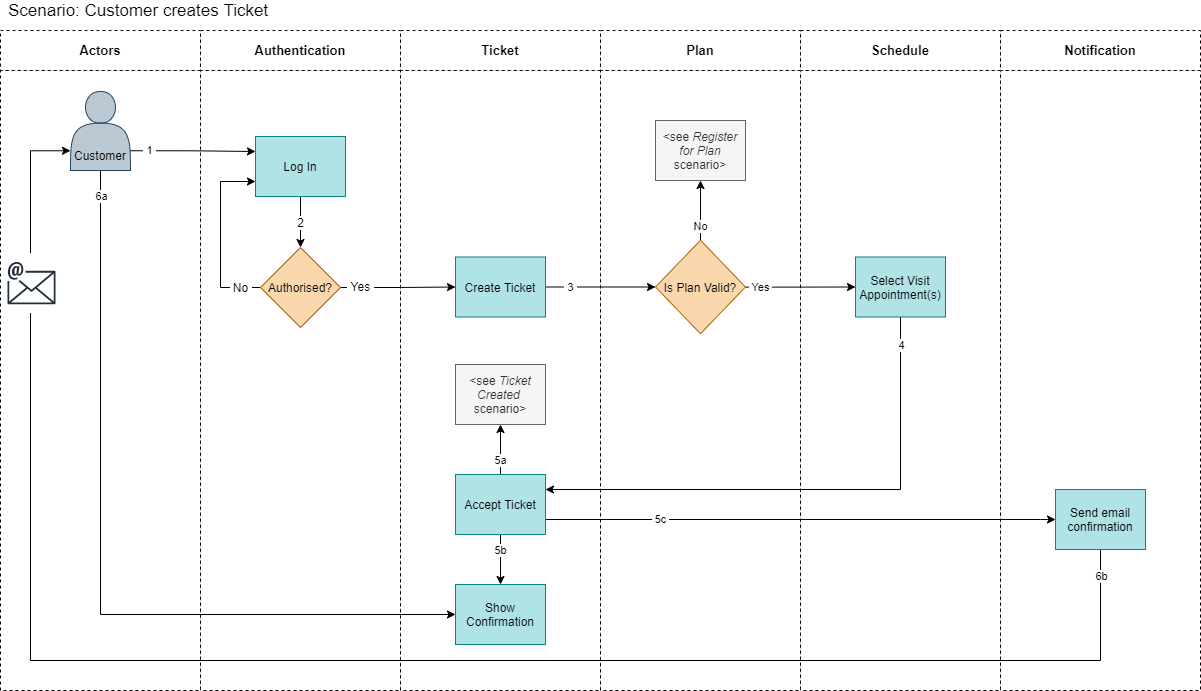 Scenario: Customer creates Ticket
Actors
Authentication
Ticket
Plan
Schedule
Notification
Customer
1
Log In
<see Register
for Plan
scenario>
6a
2
No
@
No
Authorised?
Yes
Create Ticket
3
Is Plan Valid?
Yes
Select Visit
Appointment(s)
4
<see Ticket
Created
scenario>
5a
Accept Ticket
5c
Send email
confirmation
5b
6b
Show
Confirmation